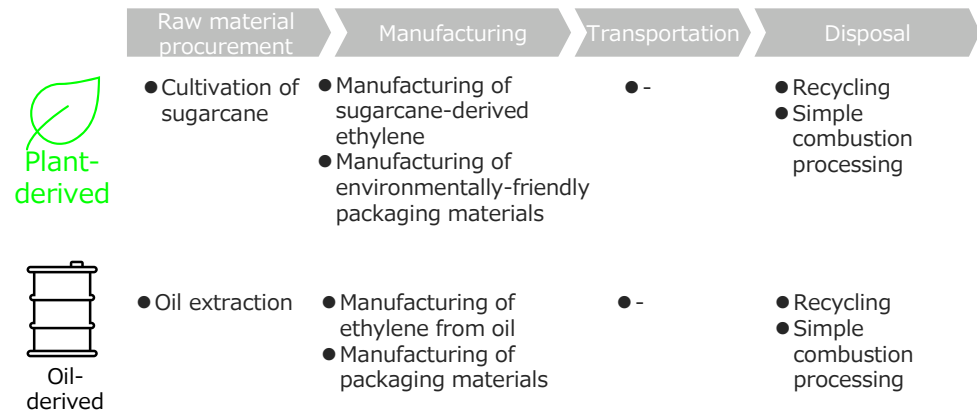 Raw material
procurement
Manufacturing
Transportation
Disposal
Plant-
derived
●Cultivation of
sugarcane
●Manufacturing of
sugarcane-derived
ethylene
●Manufacturing of
environmentally-friendly
packaging materials
●-
●Recycling
●Simple
combustion
processing
Oil-
derived
●Oil extraction
●Manufacturing of
ethylene from oil
●Manufacturing of
packaging materials
●-
●Recycling
●Simple
combustion
processing